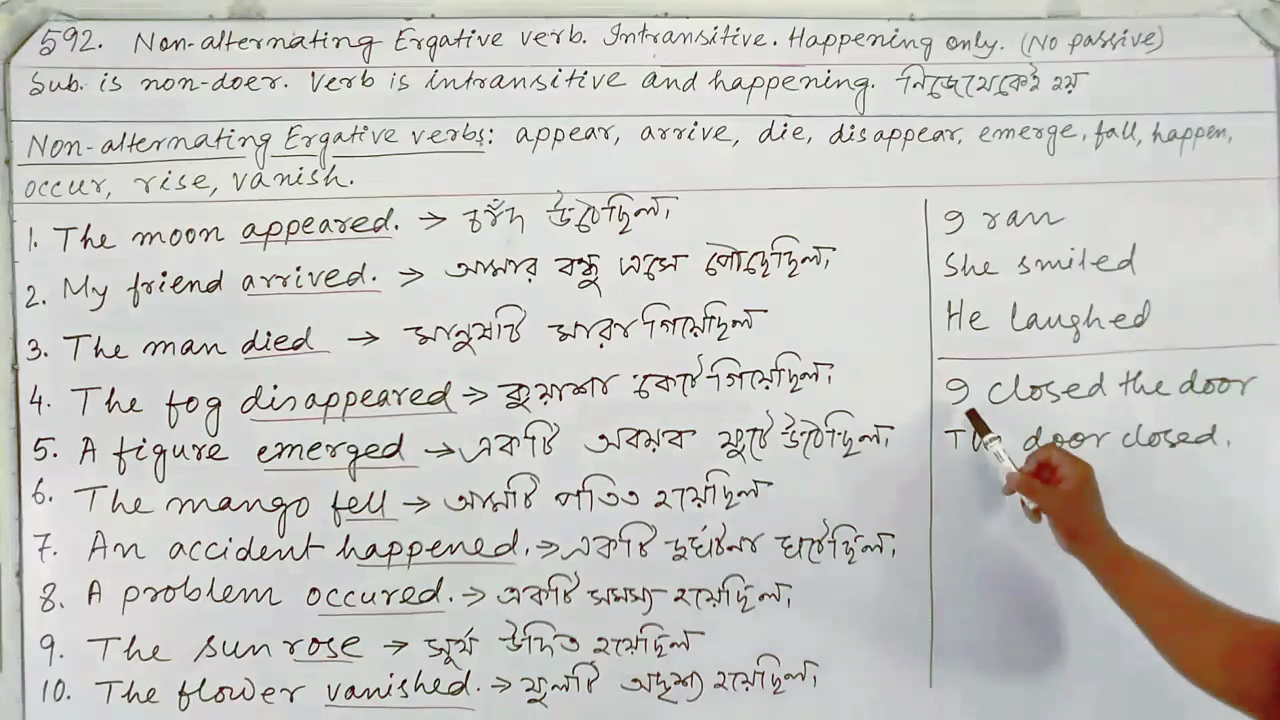 592. Non-alternating Ergative verb. Intransitive. Happening only. (No passive)
Sub. is non-doer. Verb is intransitive and happening. নিজে থেকেই হয়
Non-alternating Ergative verbs: appear, arrive, die, disappear, emerge, fall, happen,
occur, rise, vanish.
1. The moon appeared. → চাঁদ উঠেছিল।
2. My friend arrived. → আমার বন্ধু এসে পৌছেছিল।
3. The man died → মানুষটি মারা গিয়েছিল
4. The fog disappeared → কুয়াশা কেটে গিয়েছিল।
5. A figure emerged → একটি অবয়ব ফুটে উঠেছিল।
6. The mango fell → আমটি পতিত হয়েছিল
7. An accident happened. → একটি দুর্ঘটনা ঘটেছিল।
8. A problem occured. → একটি সমস্যা হয়েছিল।
9. The sun rose → সূর্য উদিত হয়েছিল
10. The flower vanished. → ফুলটি অদৃশ্য হয়েছিল।
I ran
She smiled
He laughed
I closed the door
door closed.